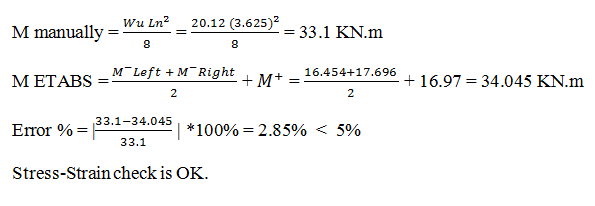 M manually = Wu Ln² / 8 = 20.12 (3.625)² / 8 = 33.1 KN.m
M ETABS = M⁻Left + M⁻Right / 2 + M⁺ = 16.454+17.696 / 2 + 16.97 = 34.045 KN.m
Error % = |33.1−34.045 / 33.1| *100% = 2.85% < 5%
Stress-Strain check is OK.